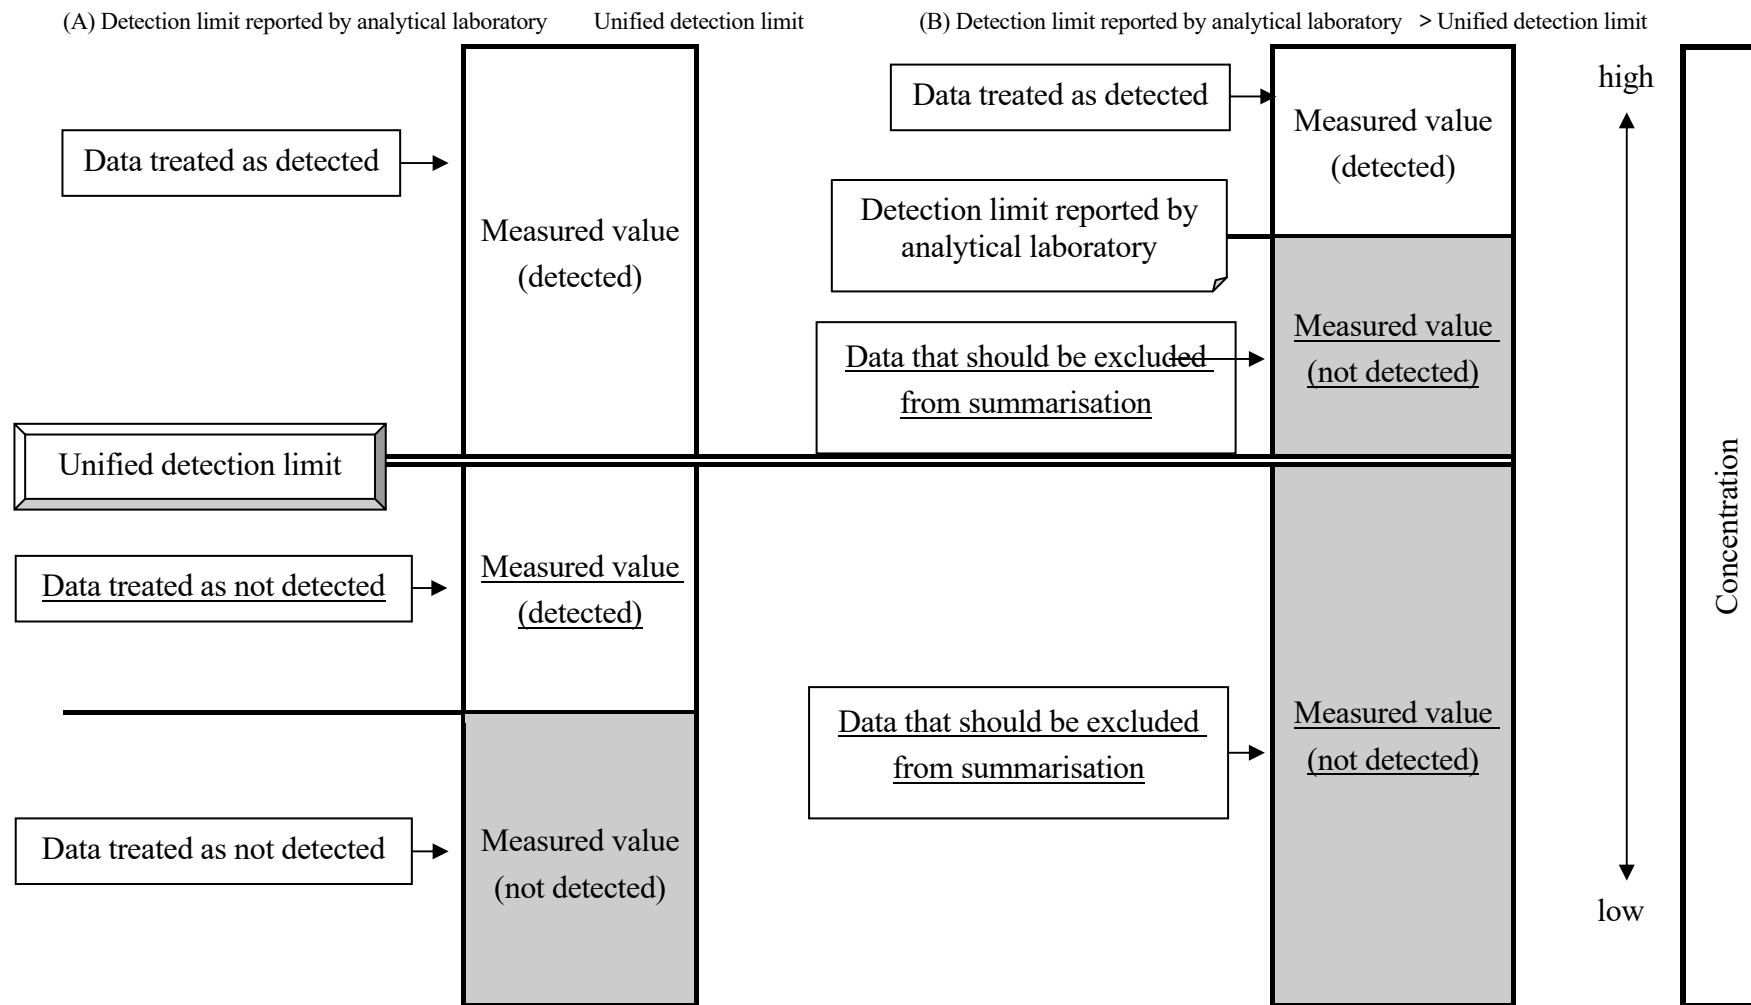 (A) Detection limit reported by analytical laboratory Unified detection limit
Data treated as detected
Measured value
(detected)
Unified detection limit
Data treated as not detected
Measured value
(detected)
Data treated as not detected
Measured value
(not detected)
(B) Detection limit reported by analytical laboratory > Unified detection limit
Data treated as detected
Measured value
(detected)
Detection limit reported by
analytical laboratory
Data that should be excluded
from summarisation
Measured value
(not detected)
Data that should be excluded
from summarisation
Measured value
(not detected)
high
low
Concentration